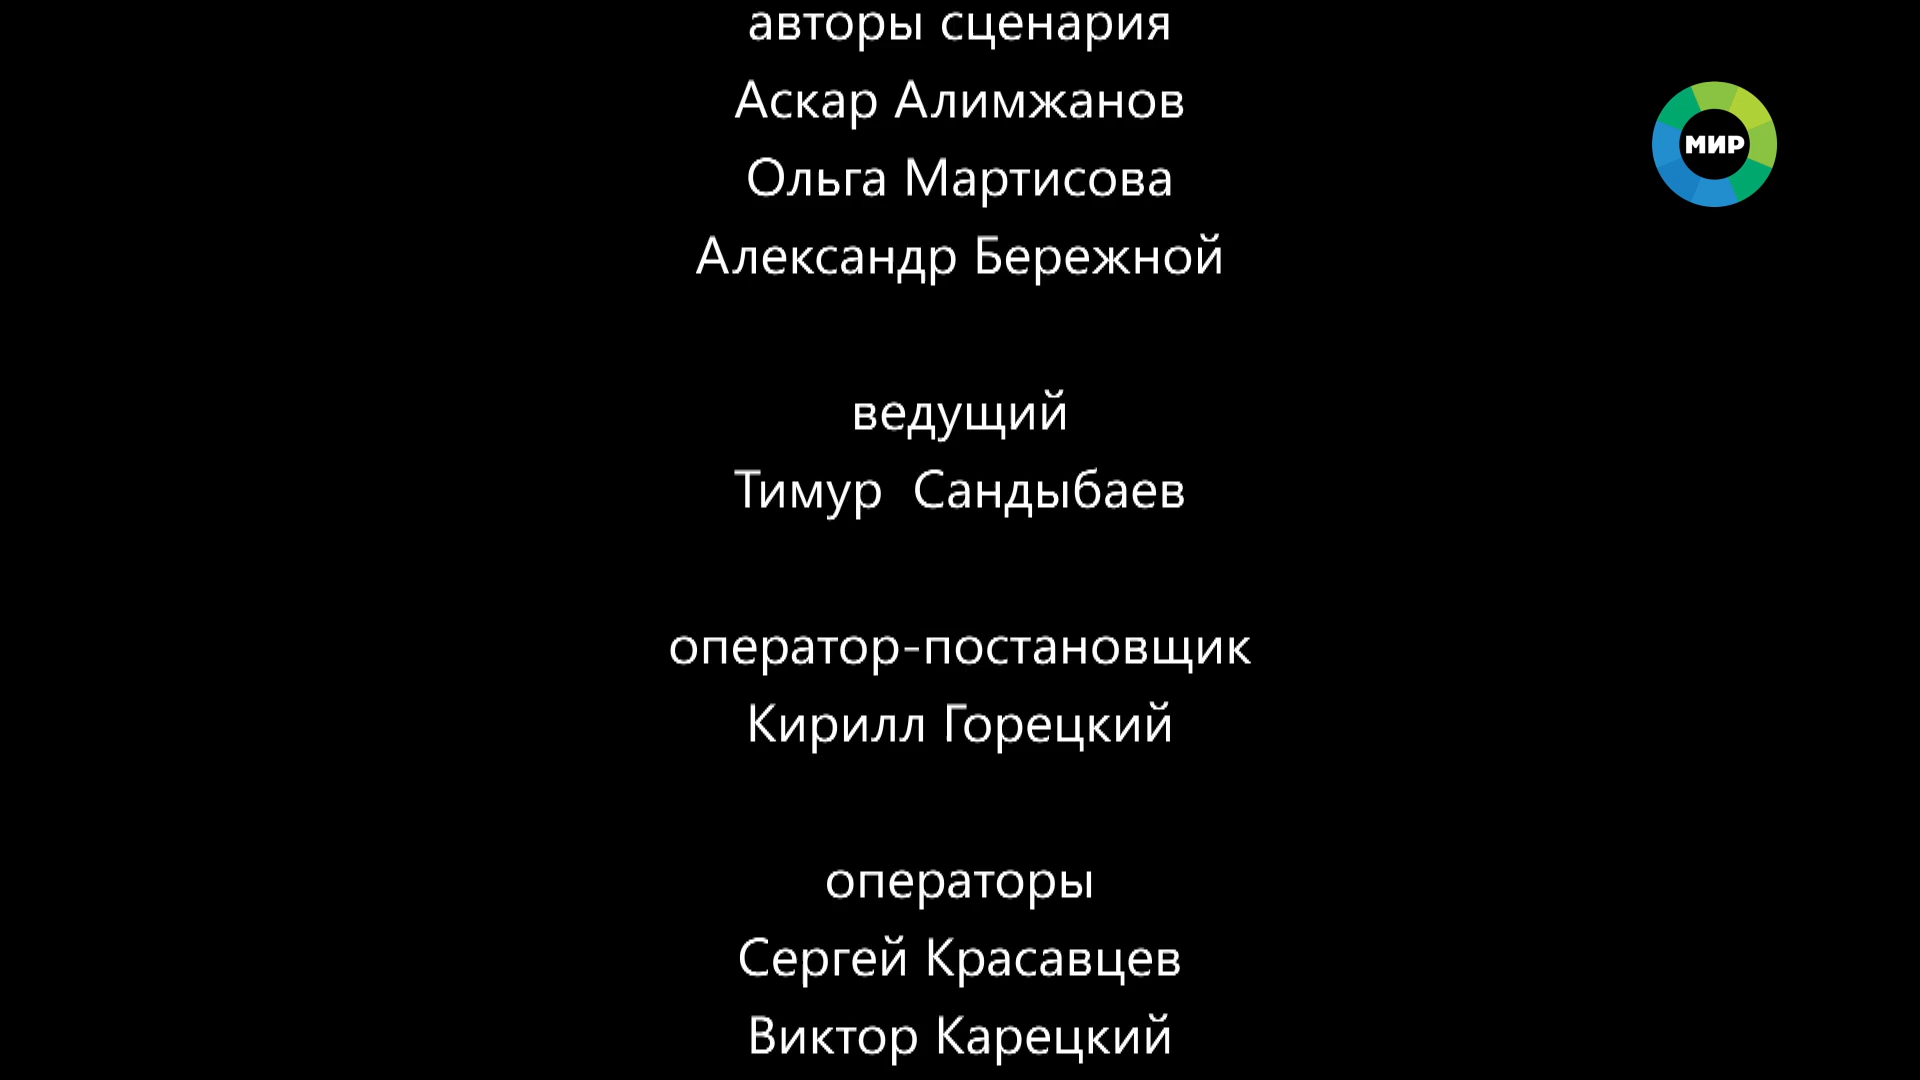 авторы сценария
Аскар Алимжанов
МИР
Ольга Мартисова
Александр Бережной
ведущий
Тимур  Сандыбаев
оператор-постановщик
Кирилл Горецкий
операторы
Сергей Красавцев
Виктор Карецкий